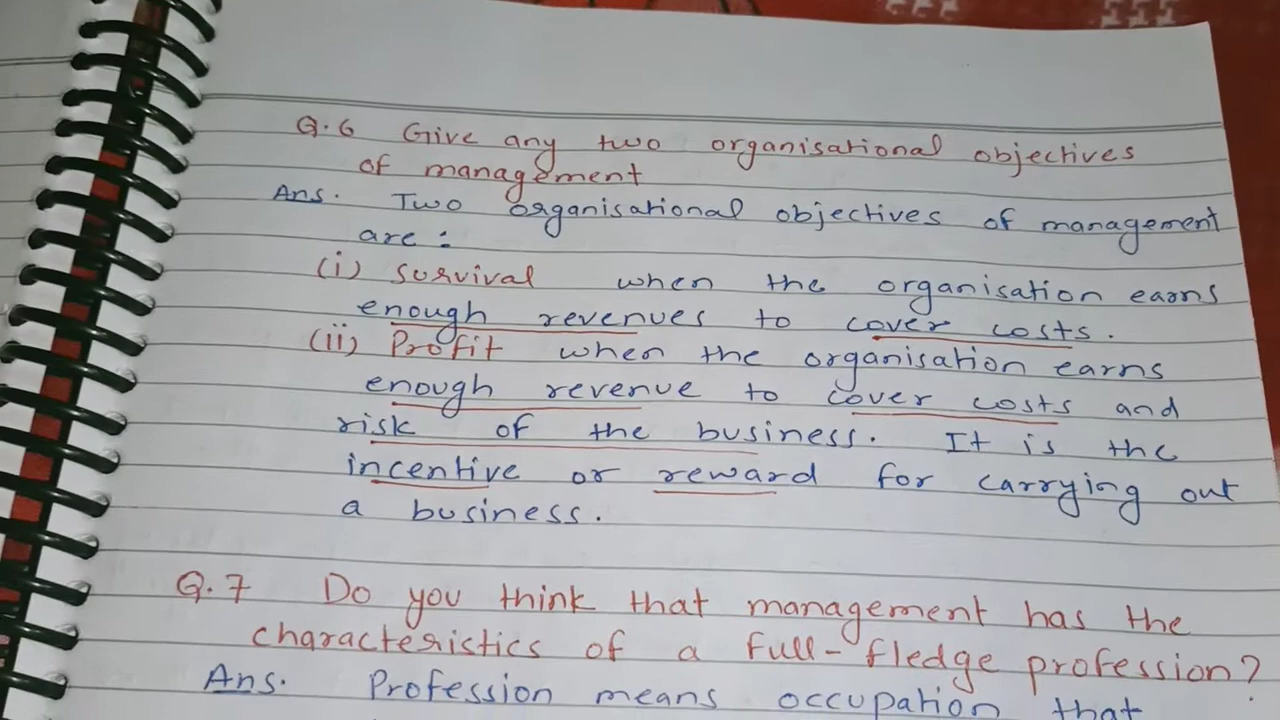 Q.6 Give any two organisational objectives
of management
Ans. Two organisational objectives of management
are :
(i) survival when the organisation earns
enough revenues to cover costs.
(ii) Profit when the organisation earns
enough revenue to cover costs and
risk of the business. It is the
incentive or reward for carrying out
a business.
Q.7 Do you think that management has the
characteristics of a full-fledge profession?
Ans. Profession means occupation that